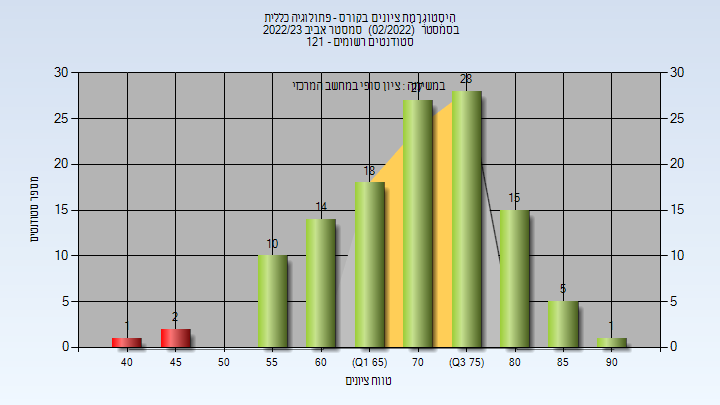 היסטוגרמת ציונים בקורס - פתולוגיה כללית
בסמסטר (02/2022) סמסטר אביב 2022/23
סטודנטים רשומים - 121
במשימה : ציון סופי במחשב המרכזי
30 30
25 25
20 20
15 15
10 10
5 5
0 0
מספר סטודנטים
1 2 10 14 18 27 28 15 5 1
40 45 50 55 60 (Q1 65) 70 (Q3 75) 80 85 90
טווח ציונים